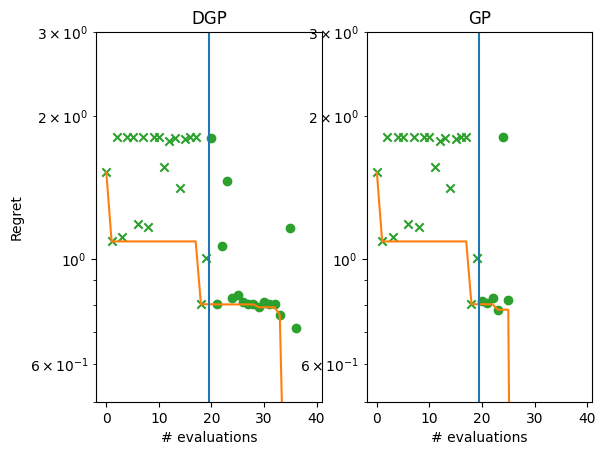 DGP
GP
3 × 10⁰
3 × 10⁰
2 × 10⁰
2 × 10⁰
Regret
10⁰
10⁰
6 × 10⁻¹
6 × 10⁻¹
0 10 20 30 40
0 10 20 30 40
# evaluations
# evaluations